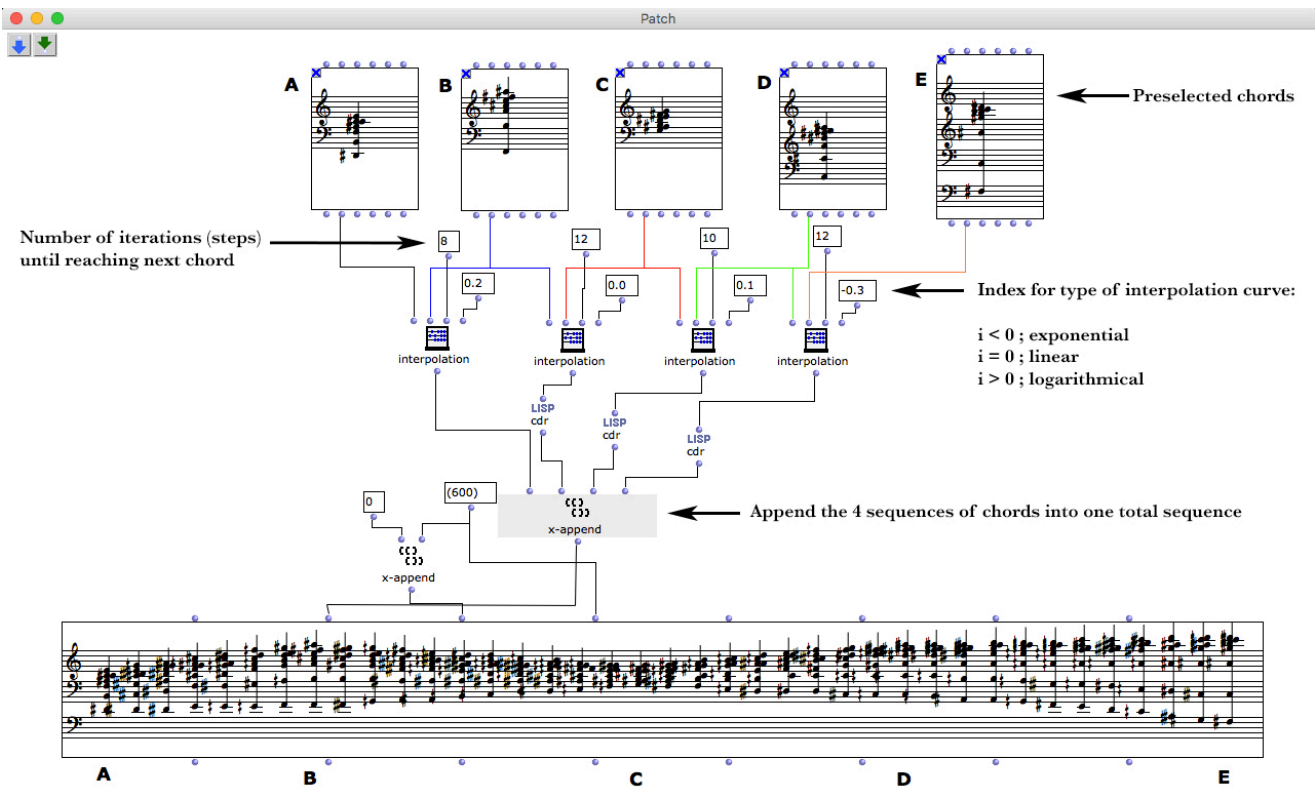 Patch
A
B
C
D
E
Preselected chords
Number of iterations (steps)
until reaching next chord
8
12
10
12
0.2
0.0
0.1
-0.3
Index for type of interpolation curve:
i < 0 ; exponential
i = 0 ; linear
i > 0 ; logarithmical
interpolation
interpolation
interpolation
interpolation
LISP
cdr
LISP
cdr
LISP
cdr
0
(600)
x-append
Append the 4 sequences of chords into one total sequence
x-append
A
B
C
D
E